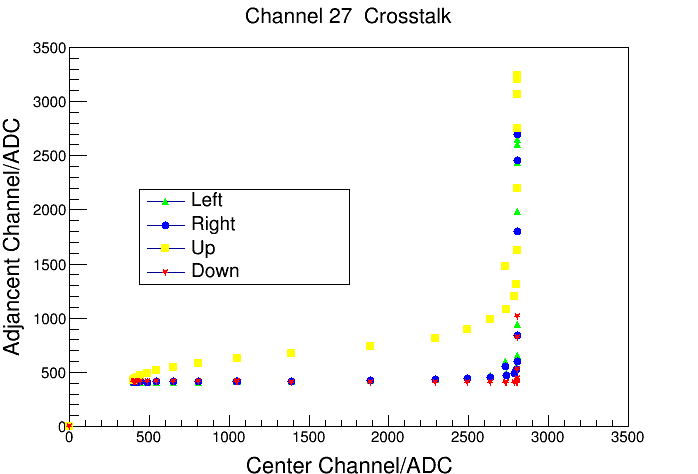 Channel 27  Crosstalk
Adjancent Channel/ADC
3500
3000
2500
2000
1500
1000
500
0
Left
Right
Up
Down
0 500 1000 1500 2000 2500 3000 3500
Center Channel/ADC